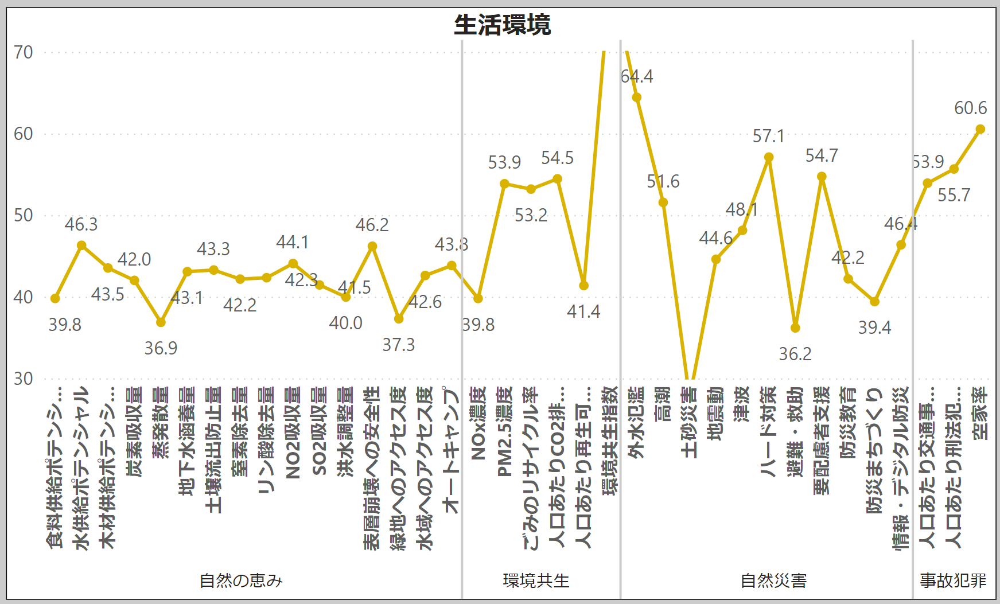 生活環境
70
60
50
40
30
39.8
46.3
43.5
42.0
36.9
43.1
43.3
42.2
42.3
44.1
41.5
40.0
46.2
37.3
42.6
43.8
39.8
53.9
53.2
54.5
41.4
64.4
51.6
44.6
48.1
57.1
36.2
54.7
42.2
39.4
46.4
53.9
55.7
60.6
食料供給ポテンシ...
水供給ポテンシャル
木材供給ポテンシ...
炭素吸収量
蒸発散量
地下水涵養量
土壌流出防止量
窒素除去量
リン酸除去量
NO2吸収量
SO2吸収量
洪水調整量
表層崩壊への安全性
緑地へのアクセス度
水域へのアクセス度
オートキャンプ
NOx濃度
PM2.5濃度
ごみのリサイクル率
人口あたりCO2排...
人口あたり再生可...
環境共生指数
外水氾濫
高潮
土砂災害
地震動
津波
ハード対策
避難・救助
要配慮者支援
防災教育
防災まちづくり
情報・デジタル防災
人口あたり交通事...
人口あたり刑法犯...
空家率
自然の恵み
環境共生
自然災害
事故犯罪